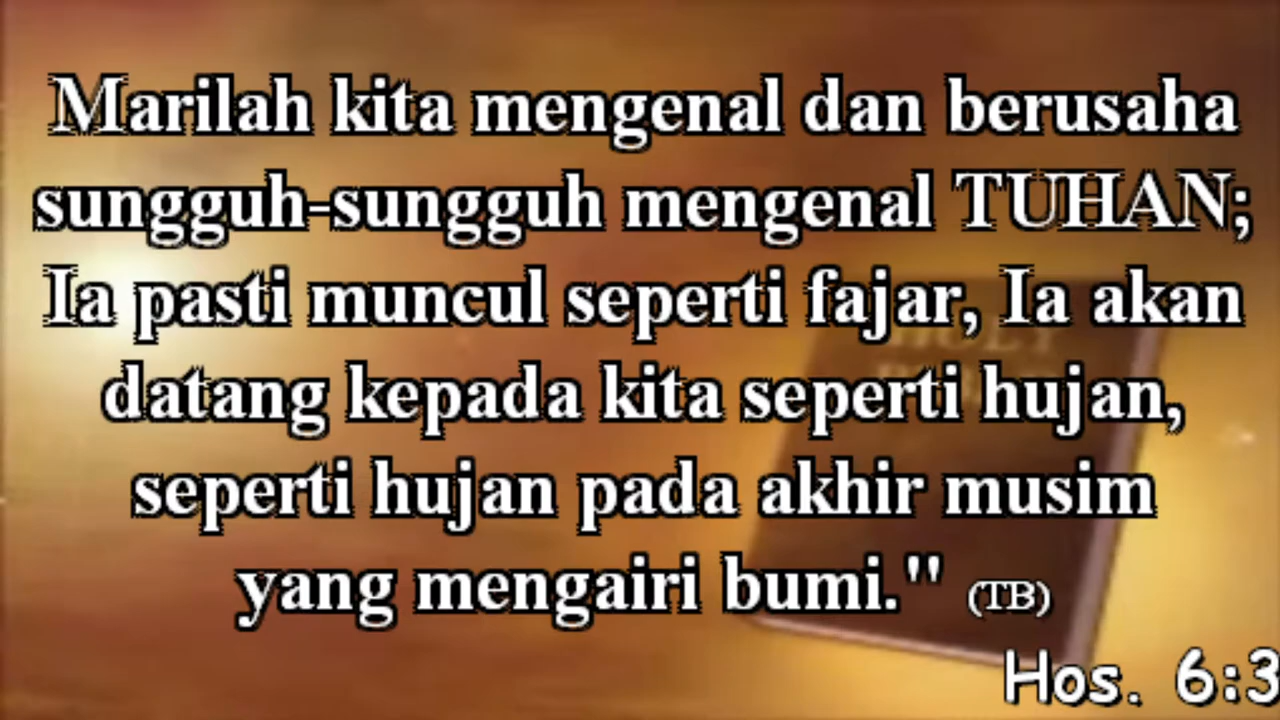 Marilah kita mengenal dan berusaha
sungguh-sungguh mengenal TUHAN;
Ia pasti muncul seperti fajar, Ia akan
datang kepada kita seperti hujan,
seperti hujan pada akhir musim
yang mengairi bumi." (TB)
Hos. 6:3
HOLY